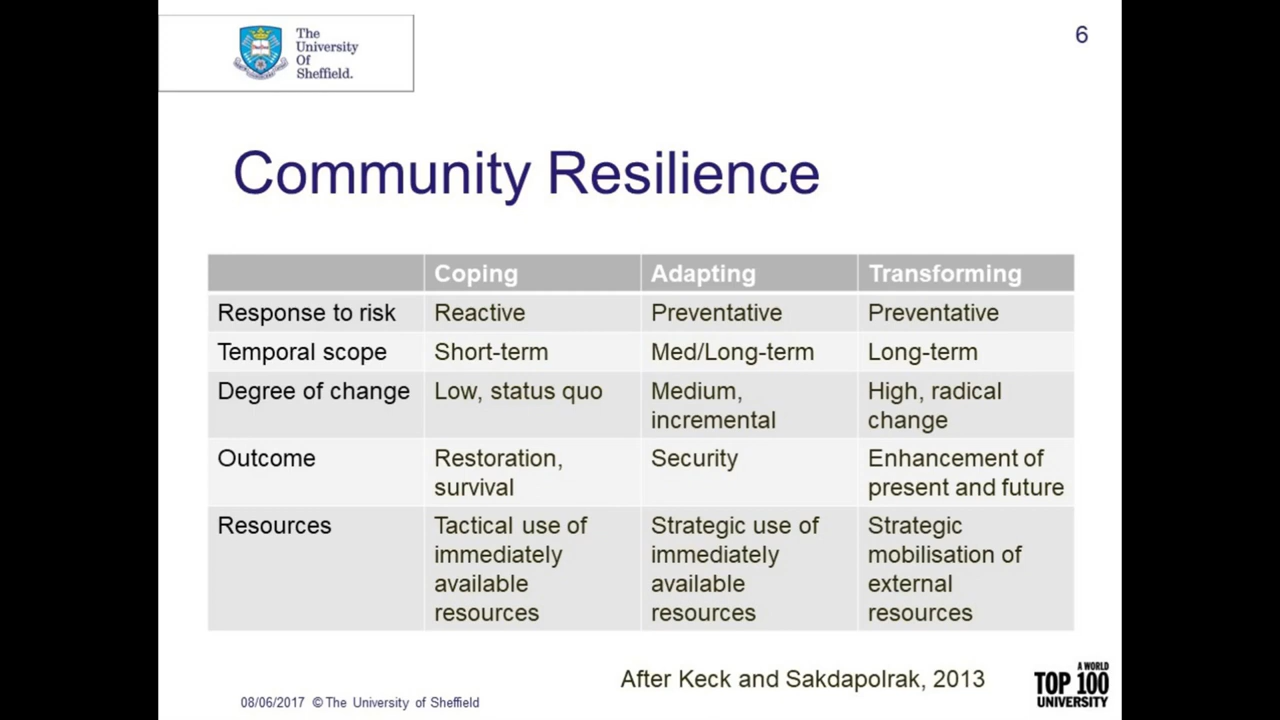 The
University
Of
Sheffield.
6
Community Resilience
Coping Adapting Transforming
Response to risk Reactive Preventative Preventative
Temporal scope Short-term Med/Long-term Long-term
Degree of change Low, status quo Medium, High, radical
incremental change
Outcome Restoration, Security Enhancement of
survival present and future
Resources Tactical use of Strategic use of Strategic
immediately immediately mobilisation of
available available external
resources resources resources
After Keck and Sakdapolrak, 2013
A WORLD
TOP 100
UNIVERSITY
08/06/2017 © The University of Sheffield